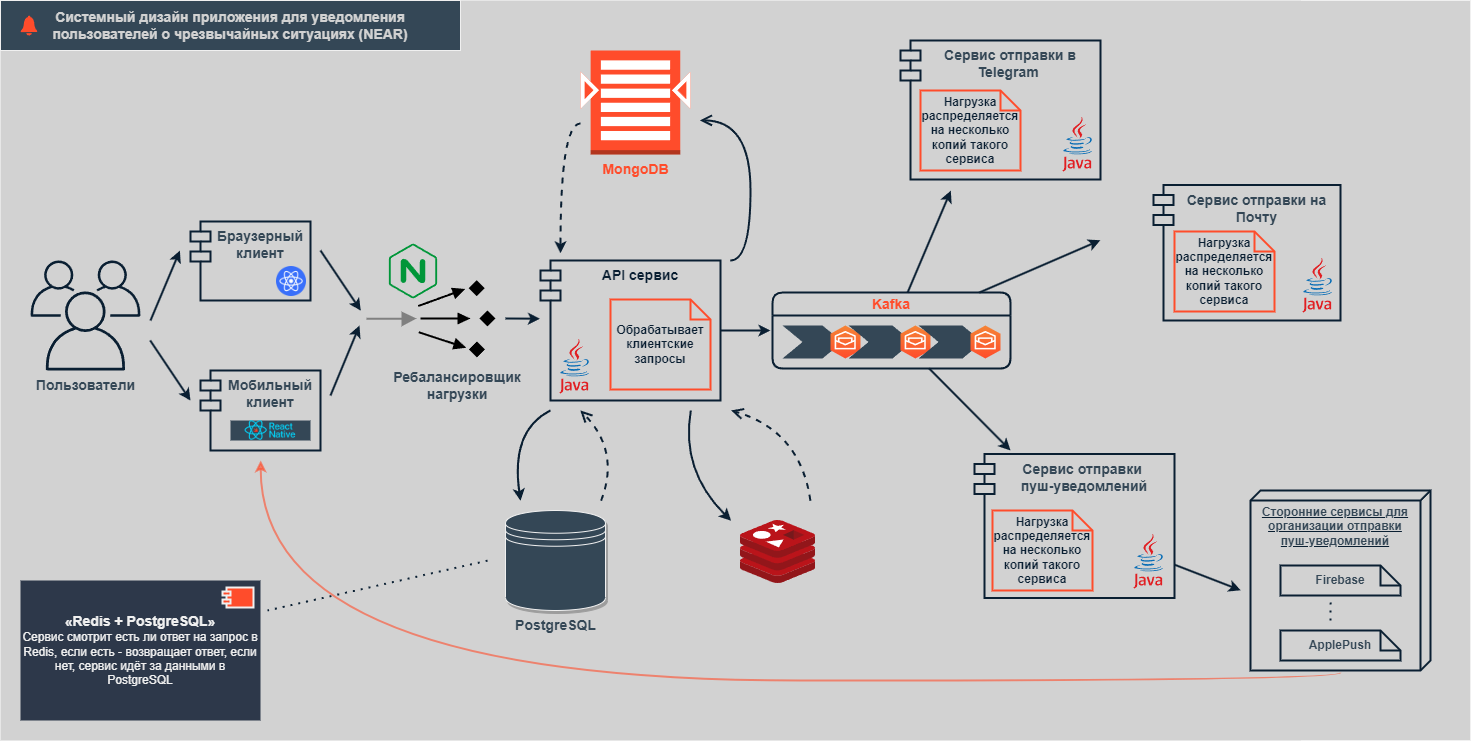 Системный дизайн приложения для уведомления
пользователей о чрезвычайных ситуациях (NEAR)
MongoDB
Сервис отправки в
Telegram
Нагрузка
распределяется
на несколько
копий такого
сервиса
Java
Сервис отправки на
Почту
Нагрузка
распределяется
на несколько
копий такого
сервиса
Java
Браузерный
клиент
Пользователи
Мобильный
клиент
React
Native
N
Ребалансировщик
нагрузки
API сервис
Обрабатывает
клиентские
запросы
Java
Kafka
Сервис отправки
пуш-уведомлений
Нагрузка
распределяется
на несколько
копий такого
сервиса
Java
Сторонние сервисы для
организации отправки
пуш-уведомлений
Firebase
ApplePush
PostgreSQL
«Redis + PostgreSQL»
Сервис смотрит есть ли ответ на запрос в
Redis, если есть - возвращает ответ, если
нет, сервис идёт за данными в
PostgreSQL